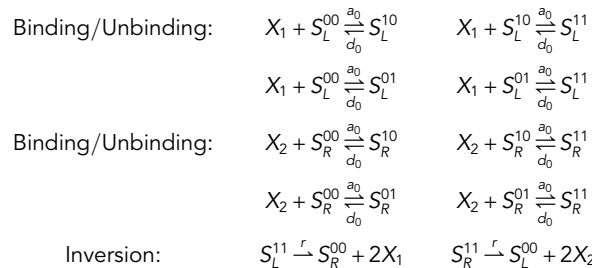 Binding/Unbinding: X₁ + S_L^{00} ⇌^{a₀}_{d₀} S_L^{10} X₁ + S_L^{10} ⇌^{a₀}_{d₀} S_L^{11}
X₁ + S_L^{00} ⇌^{a₀}_{d₀} S_L^{01} X₁ + S_L^{01} ⇌^{a₀}_{d₀} S_L^{11}
Binding/Unbinding: X₂ + S_R^{00} ⇌^{a₀}_{d₀} S_R^{10} X₂ + S_R^{10} ⇌^{a₀}_{d₀} S_R^{11}
X₂ + S_R^{00} ⇌^{a₀}_{d₀} S_R^{01} X₂ + S_R^{01} ⇌^{a₀}_{d₀} S_R^{11}
Inversion: S_L^{11} →^{r} S_R^{00} + 2X₁ S_R^{11} →^{r} S_L^{00} + 2X₂